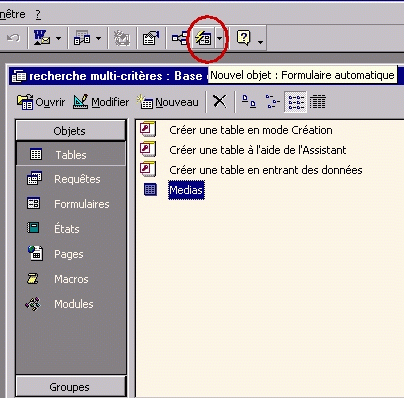 nêtre ?
recherche multi-critères : Base
Nouvel objet : Formulaire automatique
Ouvrir Modifier Nouveau
Objets
Tables
Requêtes
Formulaires
États
Pages
Macros
Modules
Groupes
Créer une table en mode Création
Créer une table à l'aide de l'Assistant
Créer une table en entrant des données
Medias